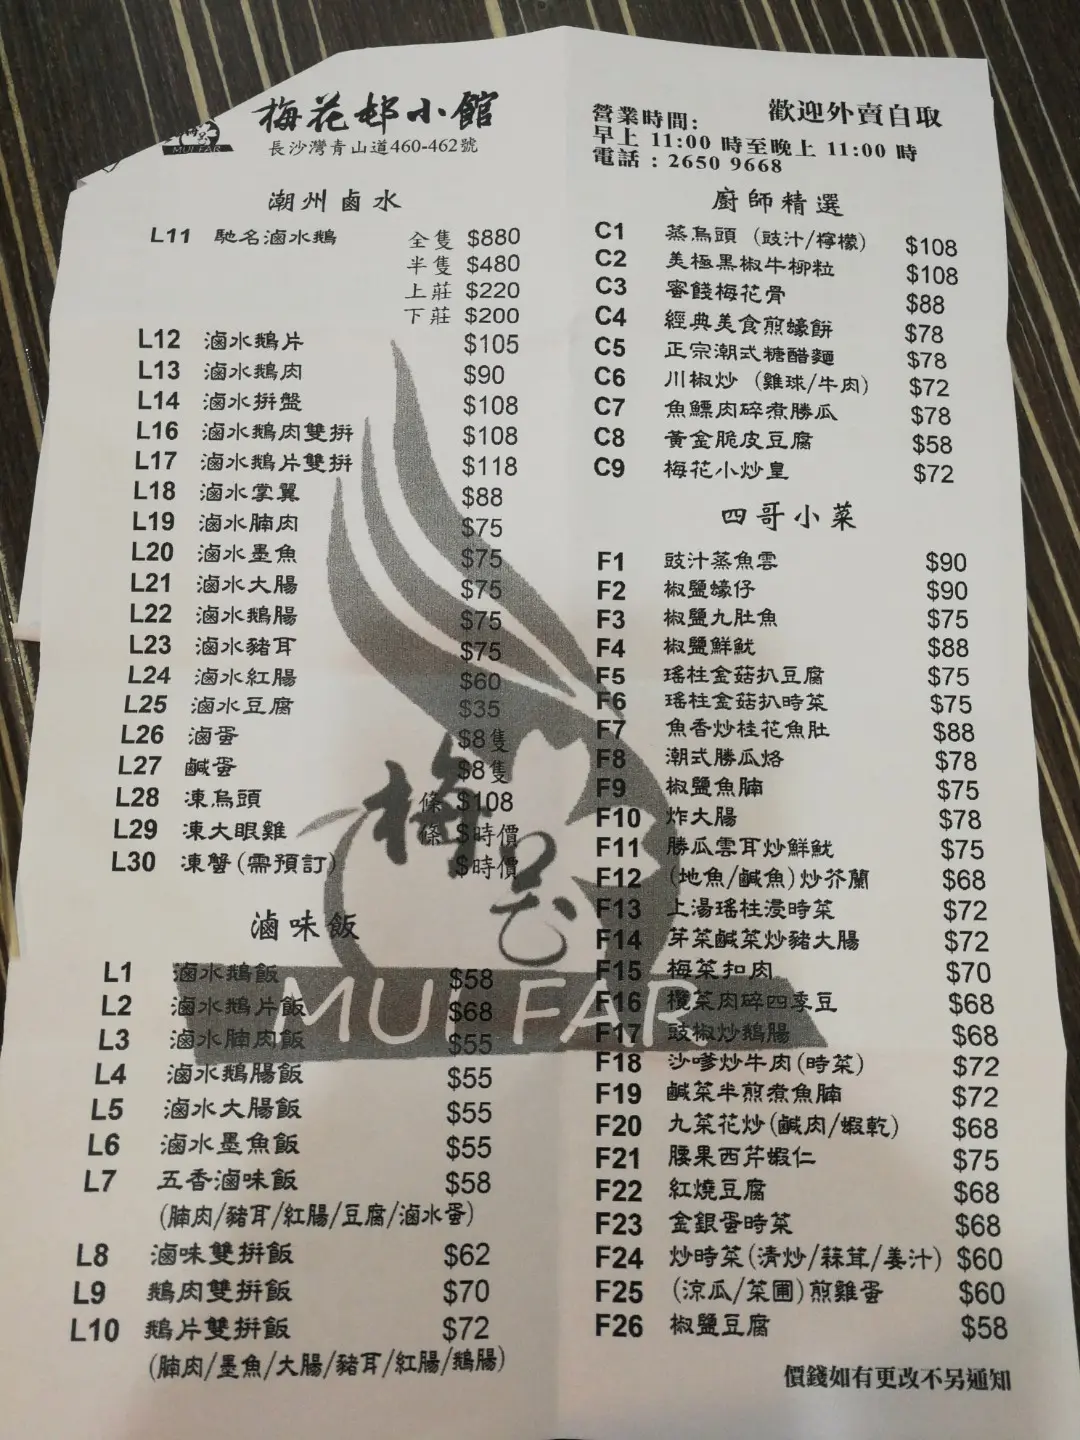 梅花邨小館
MUI FAR
長沙灣青山道460-462號
潮州鹵水
L11 馳名滷水鵝 全隻 $880
半隻 $480
上莊 $220
下莊 $200
L12 滷水鵝片 $105
L13 滷水鵝肉 $90
L14 滷水拼盤 $108
L16 滷水鵝肉雙拼 $108
L17 滷水鵝片雙拼 $118
L18 滷水掌翼 $88
L19 滷水腩肉 $75
L20 滷水墨魚 $75
L21 滷水大腸 $75
L22 滷水鵝腸 $75
L23 滷水豬耳 $75
L24 滷水紅腸 $60
L25 滷水豆腐 $35
L26 滷蛋 $8隻
L27 鹹蛋 $8隻
L28 凍烏頭 條 $108
L29 凍大眼雞 條 $時價
L30 凍蟹(需預訂) $時價
滷味飯
L1 滷水鵝飯 $58
L2 滷水鵝片飯 $68
L3 滷水腩肉飯 $55
L4 滷水鵝腸飯 $55
L5 滷水大腸飯 $55
L6 滷水墨魚飯 $55
L7 五香滷味飯 $58
(腩肉/豬耳/紅腸/豆腐/滷水蛋)
L8 滷味雙拼飯 $62
L9 鵝肉雙拼飯 $70
L10 鵝片雙拼飯 $72
(腩肉/墨魚/大腸/豬耳/紅腸/鵝腸)
歡迎外賣自取
營業時間:
早上 11:00 時至晚上 11:00 時
電話 : 2650 9668
廚師精選
C1 蒸烏頭 (豉汁/檸檬) $108
C2 美極黑椒牛柳粒 $108
C3 蜜餞梅花骨 $88
C4 經典美食煎蠔餅 $78
C5 正宗潮式糖醋麵 $78
C6 川椒炒 (雞球/牛肉) $72
C7 魚鰾肉碎煮勝瓜 $78
C8 黃金脆皮豆腐 $58
C9 梅花小炒皇 $72
四哥小菜
F1 豉汁蒸魚雲 $90
F2 椒鹽蠔仔 $90
F3 椒鹽九肚魚 $75
F4 椒鹽鮮魷 $88
F5 瑤柱金菇扒豆腐 $75
F6 瑤柱金菇扒時菜 $75
F7 魚香炒桂花魚肚 $88
F8 潮式勝瓜烙 $78
F9 椒鹽魚腩 $75
F10 炸大腸 $78
F11 勝瓜雲耳炒鮮魷 $75
F12 (地魚/鹹魚)炒芥蘭 $68
F13 上湯瑤柱浸時菜 $72
F14 芽菜鹹菜炒豬大腸 $72
F15 梅菜扣肉 $70
F16 欖菜肉碎四季豆 $68
F17 豉椒炒鵝腸 $68
F18 沙嗲炒牛肉(時菜) $72
F19 鹹菜半煎煮魚腩 $72
F20 九菜花炒(鹹肉/蝦乾) $68
F21 腰果西芹蝦仁 $75
F22 紅燒豆腐 $68
F23 金銀蛋時菜 $68
F24 炒時菜(清炒/蒜茸/姜汁) $60
F25 (涼瓜/菜圃)煎雞蛋 $60
F26 椒鹽豆腐 $58
價錢如有更改不另通知
梅花
MUI FAR